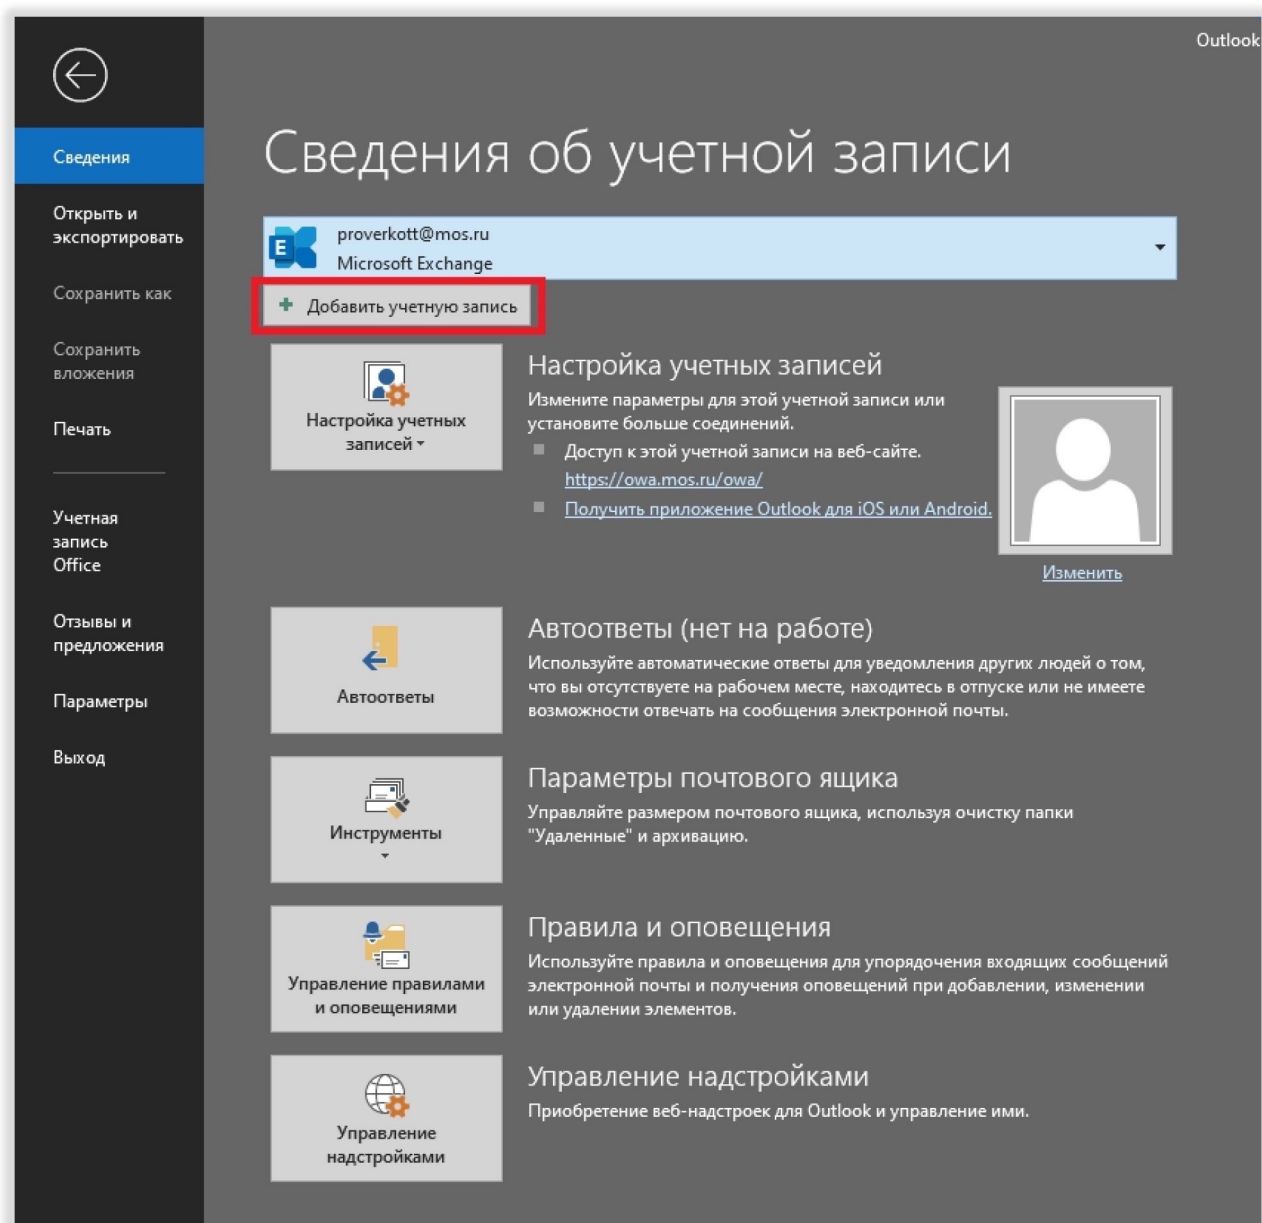 Outlook
Сведения
Открыть и
экспортировать
Сохранить как
Сохранить
вложения
Печать
Учетная
запись
Office
Отзывы и
предложения
Параметры
Выход
Сведения об учетной записи
E
proverkott@mos.ru
Microsoft Exchange
+ Добавить учетную запись
Настройка учетных
записей
Настройка учетных записей
Измените параметры для этой учетной записи или
установите больше соединений.
Доступ к этой учетной записи на веб-сайте.
https://owa.mos.ru/owa/
Получить приложение Outlook для iOS или Android.
Изменить
Автоответы
Автоответы (нет на работе)
Используйте автоматические ответы для уведомления других людей о том,
что вы отсутствуете на рабочем месте, находитесь в отпуске или не имеете
возможности отвечать на сообщения электронной почты.
Инструменты
Параметры почтового ящика
Управляйте размером почтового ящика, используя очистку папки
"Удаленные" и архивацию.
Управление правилами
и оповещениями
Правила и оповещения
Используйте правила и оповещения для упорядочения входящих сообщений
электронной почты и получения оповещений при добавлении, изменении
или удалении элементов.
Управление
надстройками
Управление надстройками
Приобретение веб-надстроек для Outlook и управление ими.